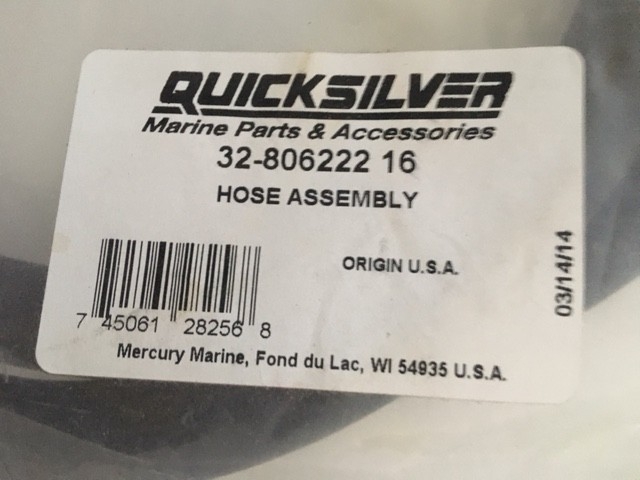 QUICKSILVER
Marine Parts & Accessories
32-806222 16
HOSE ASSEMBLY
ORIGIN U.S.A.
03/14/14
7 45061 28256 8
Mercury Marine, Fond du Lac, WI 54935 U.S.A.